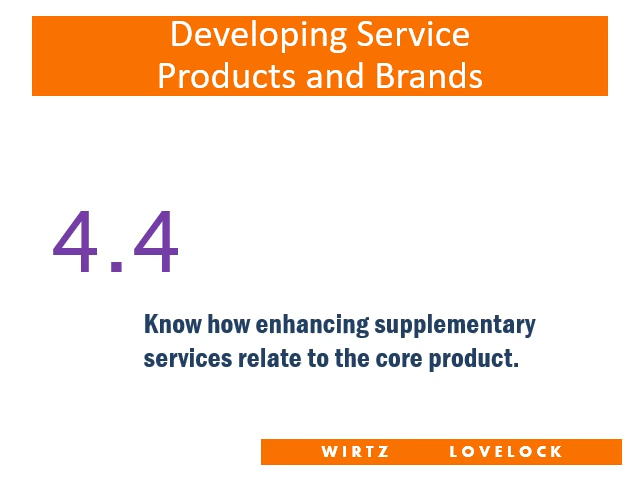 Developing Service
Products and Brands
4.4
Know how enhancing supplementary
services relate to the core product.
WIRTZ LOVELOCK